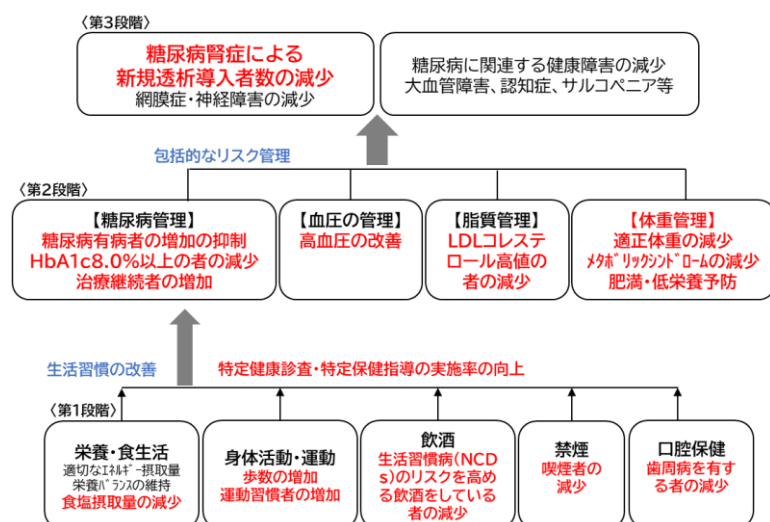 〈第3段階〉
糖尿病腎症による
新規透析導入者数の減少
網膜症・神経障害の減少
糖尿病に関連する健康障害の減少
大血管障害、認知症、サルコペニア等
包括的なリスク管理
〈第2段階〉
【糖尿病管理】
糖尿病有病者の増加の抑制
HbA1c8.0%以上の者の減少
治療継続者の増加
【血圧の管理】
高血圧の改善
【脂質管理】
LDLコレステ
ロール高値の
者の減少
【体重管理】
適正体重の減少
ﾒﾀﾎﾞﾘｯｸｼﾝﾄﾞﾛｰﾑの減少
肥満・低栄養予防
生活習慣の改善
特定健康診査・特定保健指導の実施率の向上
〈第1段階〉
栄養・食生活
適切なｴﾈﾙｷﾞｰ摂取量
栄養ﾊﾞﾗﾝｽの維持
食塩摂取量の減少
身体活動・運動
歩数の増加
運動習慣者の増加
飲酒
生活習慣病(NCD
s)のリスクを高め
る飲酒をしている
者の減少
禁煙
喫煙者の
減少
口腔保健
歯周病を有す
る者の減少